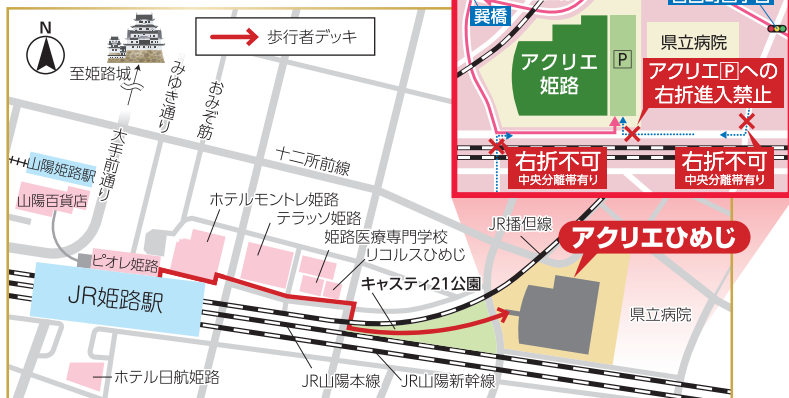 N
歩行者デッキ
至姫路城
みゆき通り
おみぞ筋
大手前通り
十二所前線
山陽姫路駅
山陽百貨店
ピオレ姫路
JR姫路駅
ホテルモントレ姫路
テラッソ姫路
姫路医療専門学校
リコルスひめじ
キャスティ21公園
JR播但線
アクリエひめじ
県立病院
ホテル日航姫路
JR山陽本線
JR山陽新幹線
巽橋
アクリエ
姫路
P
県立病院
アクリエPへの
右折進入禁止
右折不可
中央分離帯有り
右折不可
中央分離帯有り